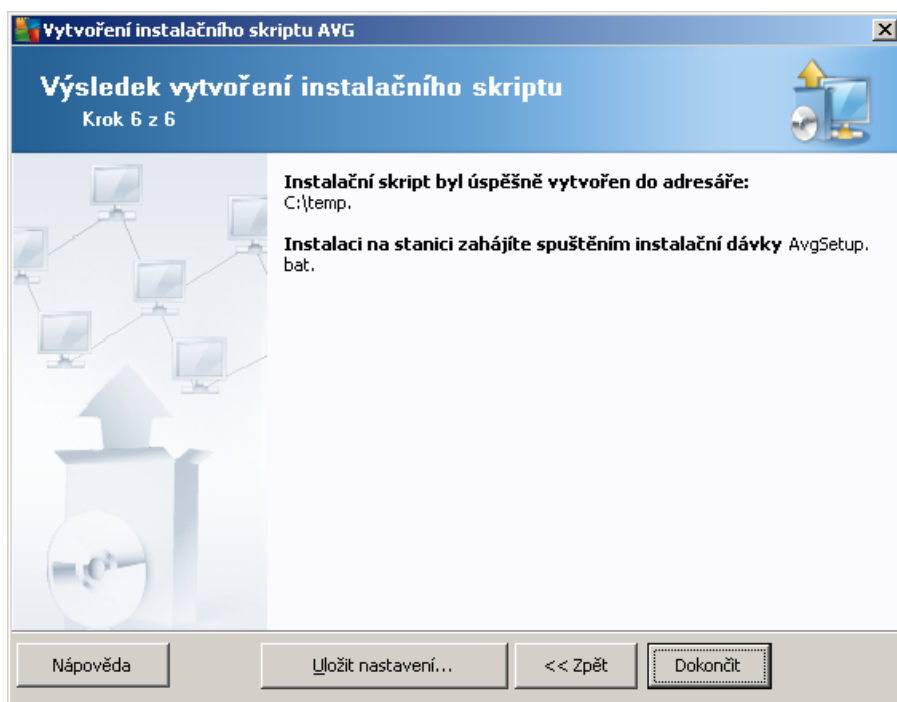 Vytvoření instalačního skriptu AVG
Výsledek vytvoření instalačního skriptu
Krok 6 z 6
Instalační skript byl úspěšně vytvořen do adresáře:
C:\temp.
Instalaci na stanici zahájíte spuštěním instalační dávky AvgSetup.
bat.
Nápověda
Uložit nastavení...
<< Zpět
Dokončit